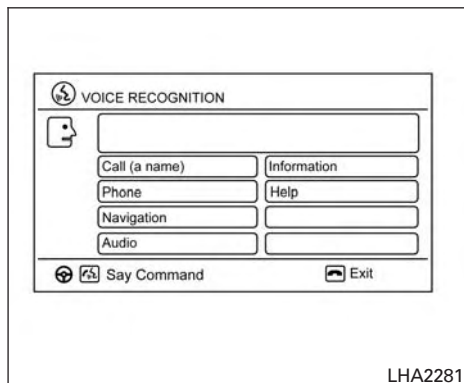 VOICE RECOGNITION
Call (a name) Information
Phone Help
Navigation
Audio
Say Command Exit
LHA2281